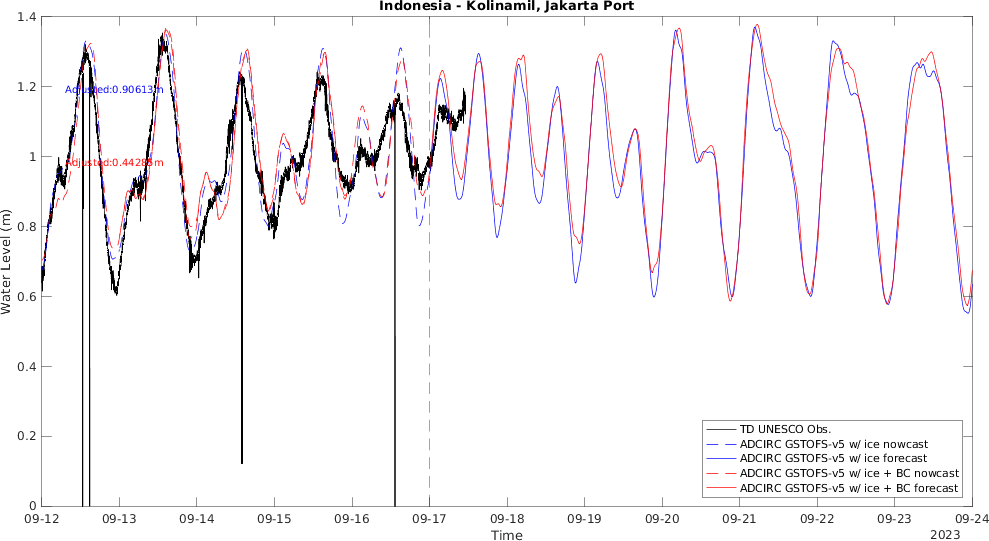 Indonesia - Kolinamil, Jakarta Port
Water Level (m)
1.4
1.2
1
0.8
0.6
0.4
0.2
0
Adjusted:0.90613m
Adjusted:0.44285m
TD UNESCO Obs.
ADCIRC GSTOFS-v5 w/ ice nowcast
ADCIRC GSTOFS-v5 w/ ice forecast
ADCIRC GSTOFS-v5 w/ ice + BC nowcast
ADCIRC GSTOFS-v5 w/ ice + BC forecast
09-12 09-13 09-14 09-15 09-16 09-17 09-18 09-19 09-20 09-21 09-22 09-23 09-24
Time
2023